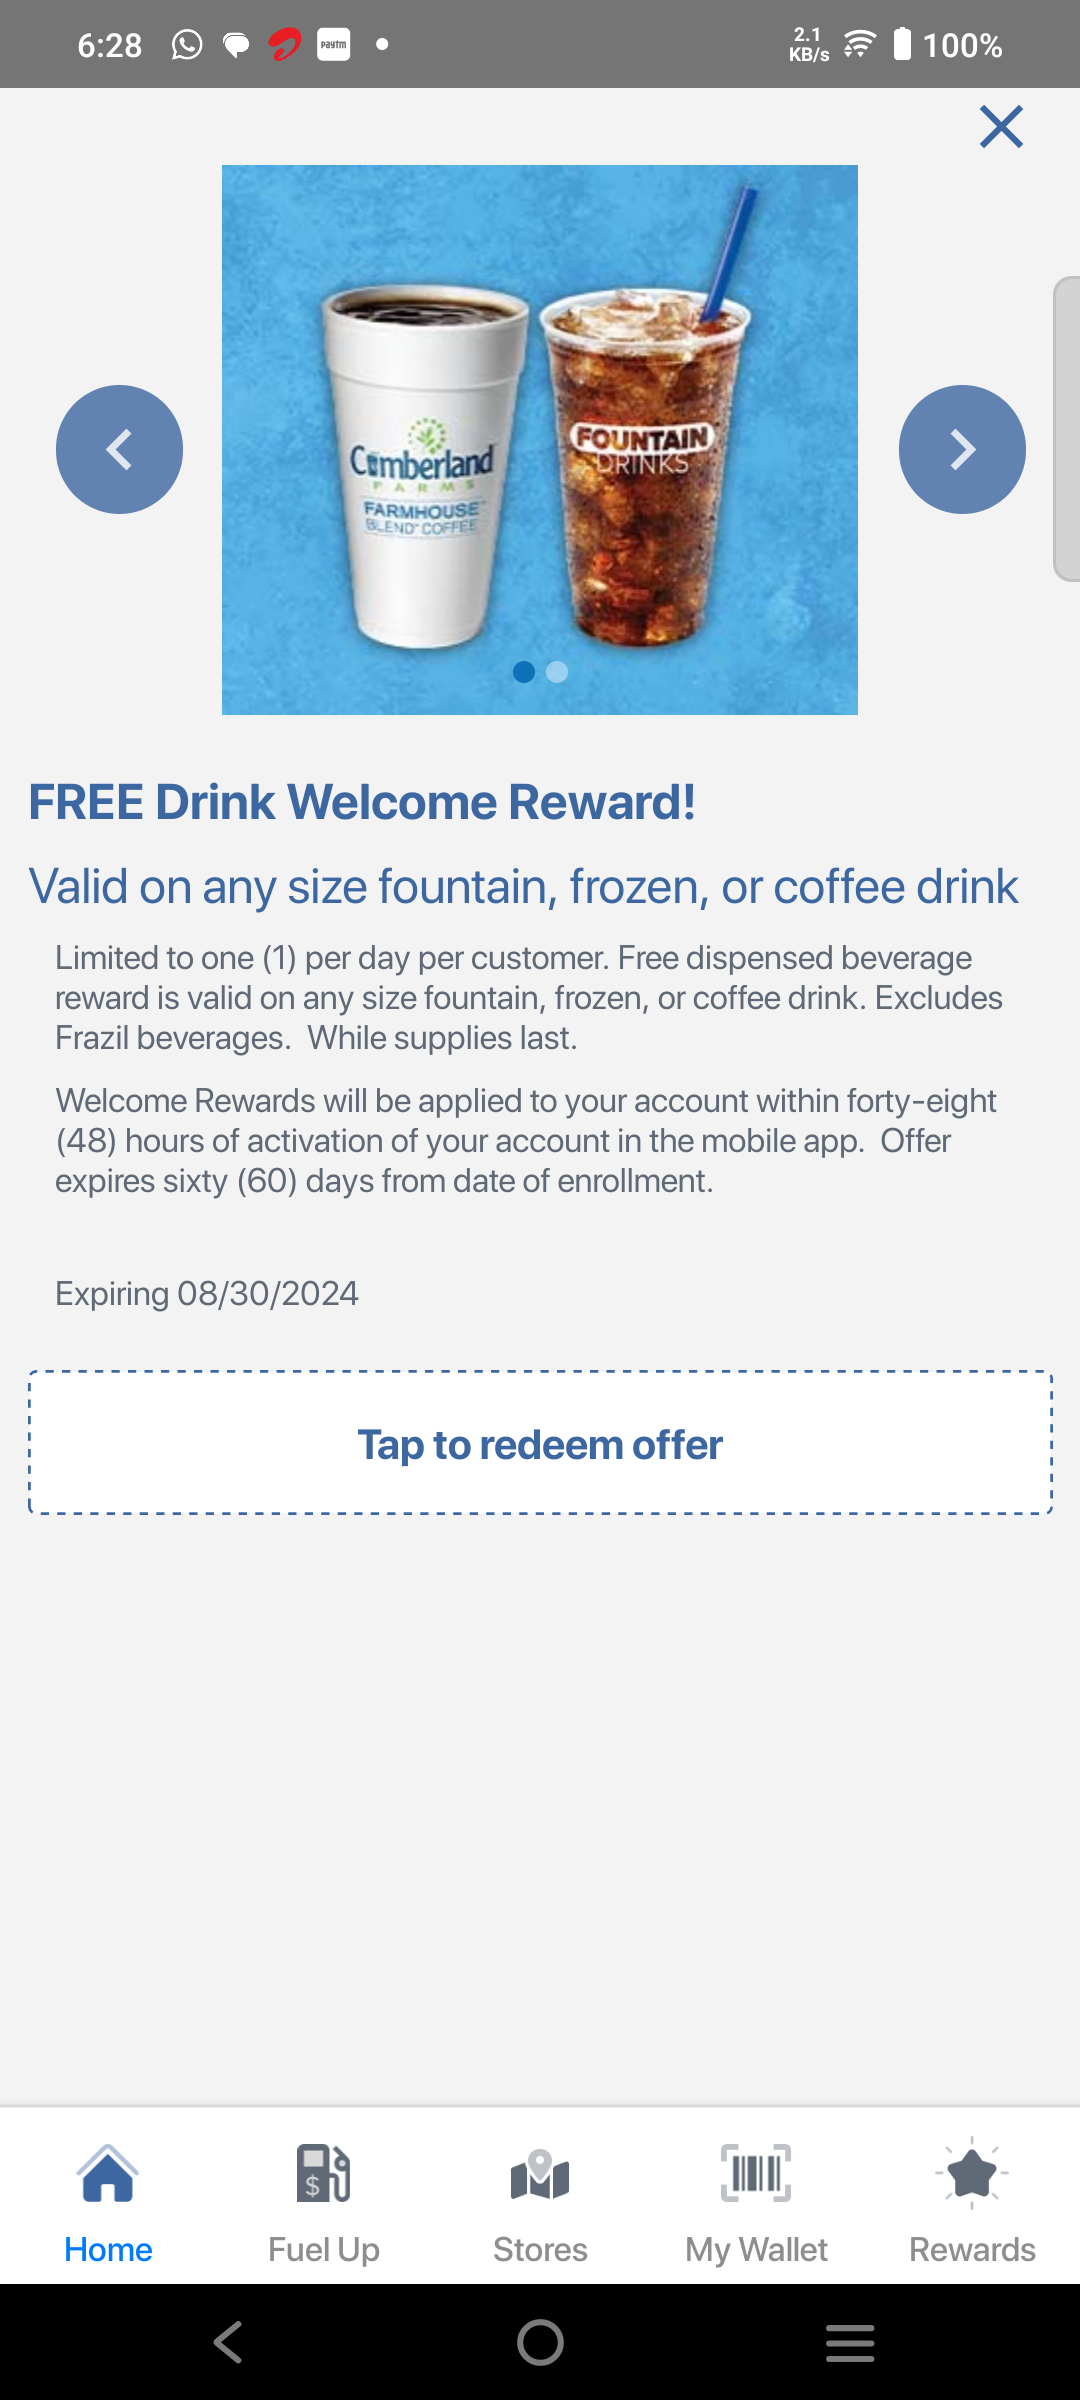 6:28
paytm
2.1
KB/s
100%
Cumberland
FARMS
FARMHOUSE
BLEND™ COFFEE
FOUNTAIN
DRINKS
FREE Drink Welcome Reward!
Valid on any size fountain, frozen, or coffee drink
Limited to one (1) per day per customer. Free dispensed beverage
reward is valid on any size fountain, frozen, or coffee drink. Excludes
Frazil beverages.  While supplies last.
Welcome Rewards will be applied to your account within forty-eight
(48) hours of activation of your account in the mobile app.  Offer
expires sixty (60) days from date of enrollment.
Expiring 08/30/2024
Tap to redeem offer
$
Home
Fuel Up
Stores
My Wallet
Rewards